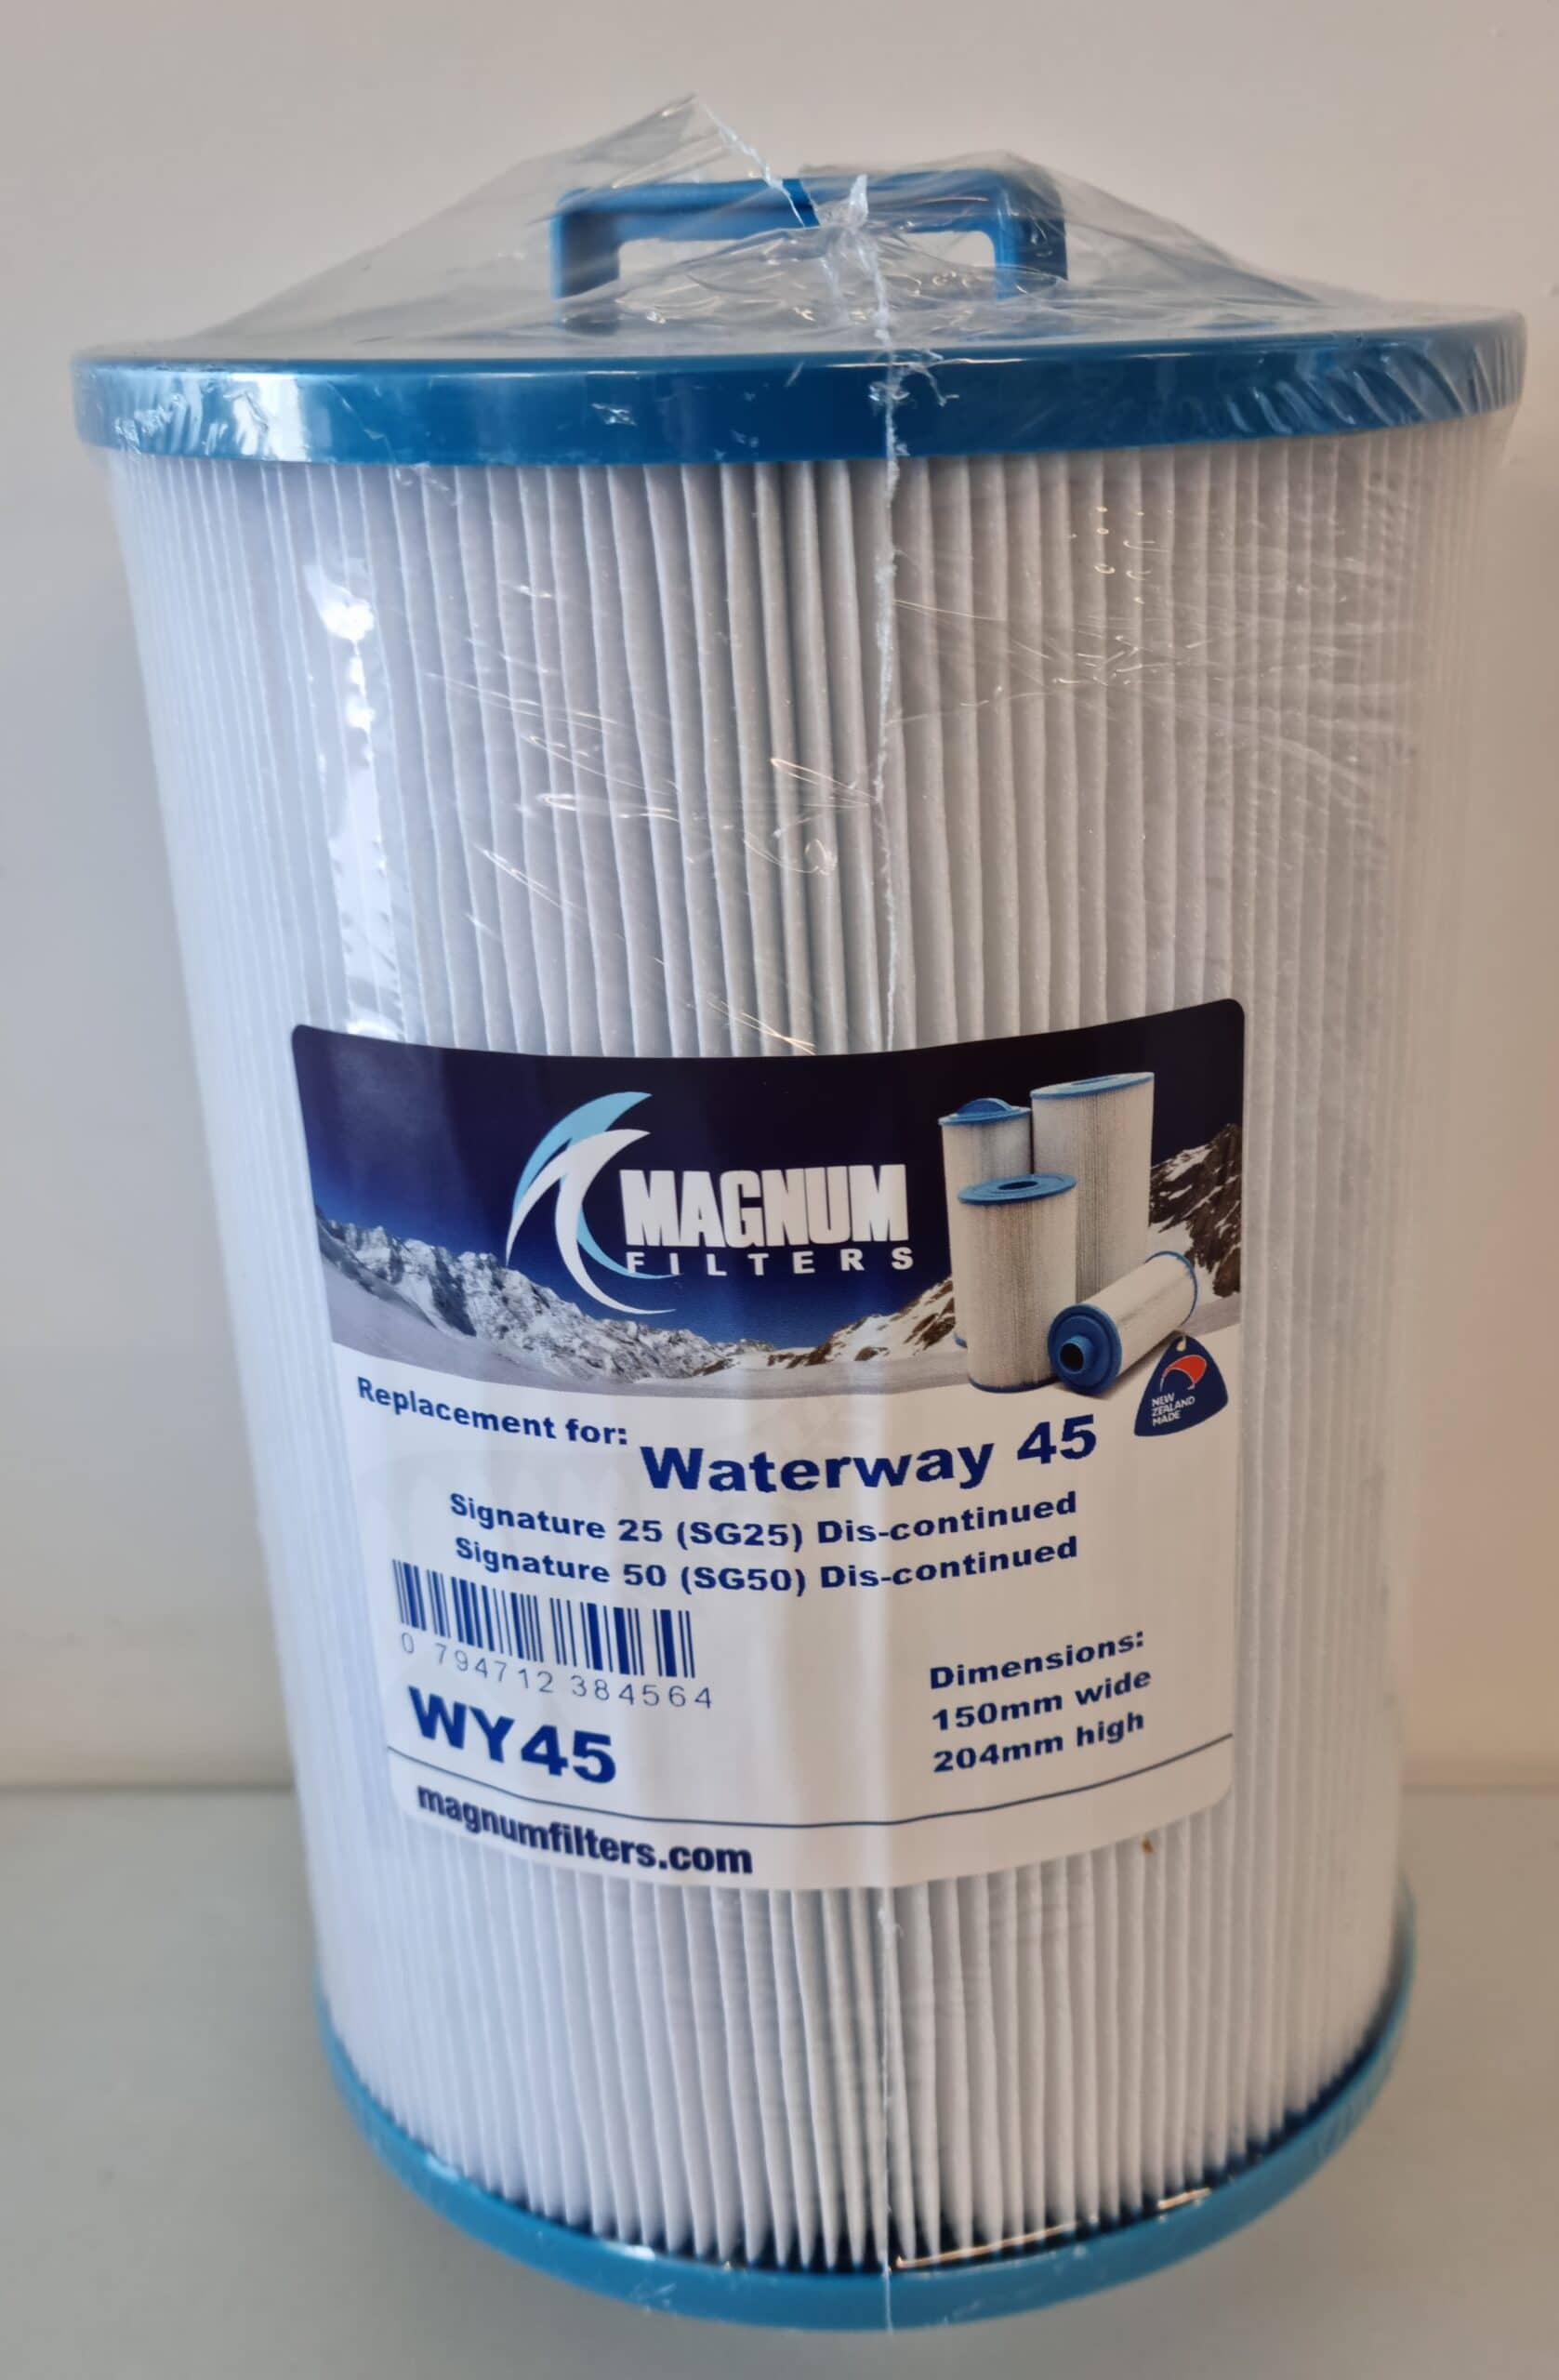 MAGNUM
FILTERS
NEW
ZEALAND
MADE
Replacement for:
Waterway 45
Signature 25 (SG25) Dis-continued
Signature 50 (SG50) Dis-continued
0 794712 384564
WY45
Dimensions:
150mm wide
204mm high
magnumfilters.com